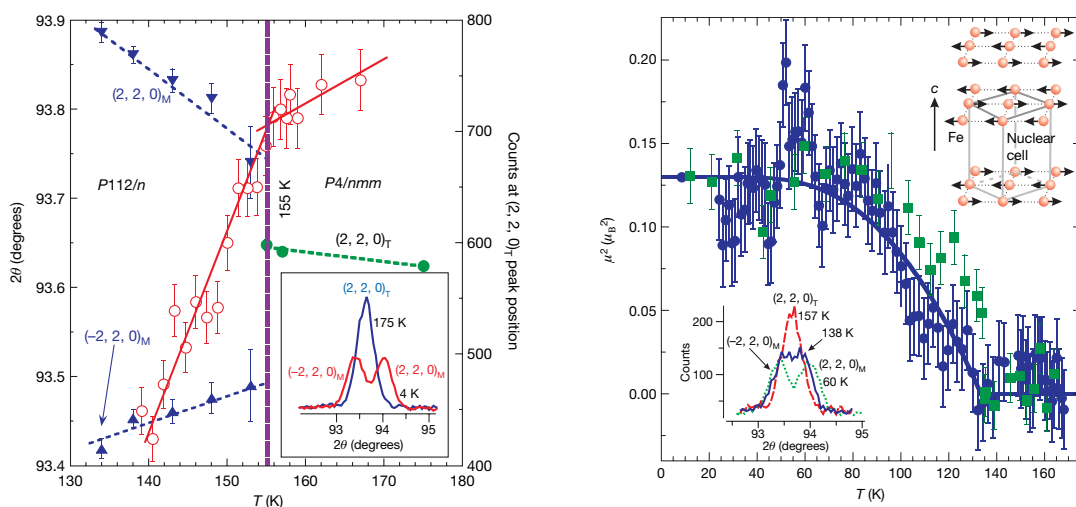 93.9
93.8
93.7
93.6
93.5
93.4
2θ (degrees)
130
140
150
160
170
180
T (K)
800
700
600
500
400
Counts at (2, 2, 0)T peak position
(2, 2, 0)M
P112/n
P4/nmm
155 K
(2, 2, 0)T
(–2, 2, 0)M
(2, 2, 0)T
175 K
(–2, 2, 0)M
(2, 2, 0)M
4 K
93
94
95
2θ (degrees)
0.20
0.15
0.10
0.05
0.00
μ² (μB²)
0
20
40
60
80
100
120
140
160
T (K)
c
Fe
Nuclear
cell
(2, 2, 0)T
157 K
138 K
(–2, 2, 0)M
(2, 2, 0)M
60 K
200
100
0
Counts
93
94
95
2θ (degrees)